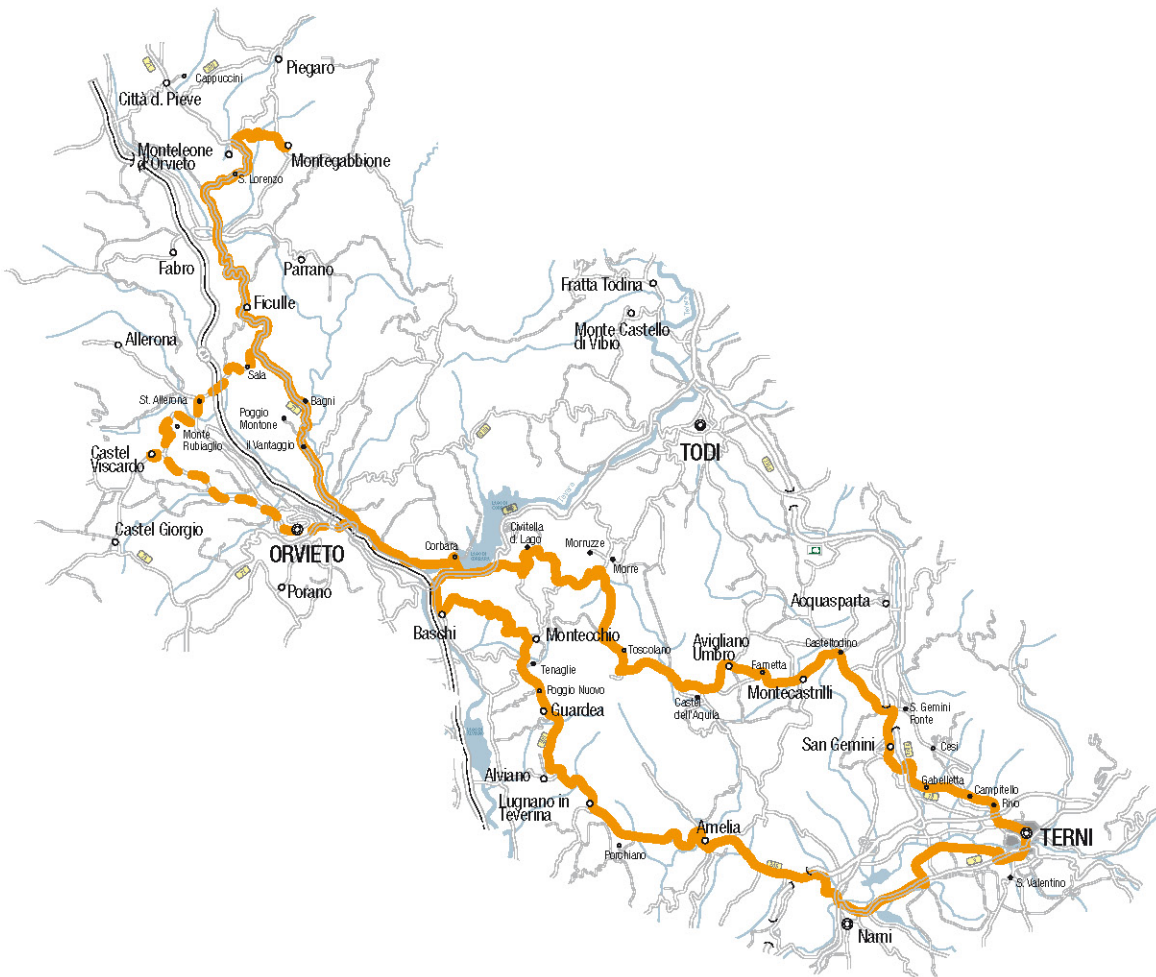 Piegaro
Cappuccini
Città d. Pieve
Monteleone
d'Orvieto
Montegabbione
S. Lorenzo
Fabro
Parrano
Ficulle
Fratta Todina
Monte Castello
di Vibio
Tevere
Allerona
Sala
St. Allerona
Bagni
Poggio
Montone
Monte
Rubiaglio
il Vantaggio
Castel
Viscardo
TODI
Tevere
Castel Giorgio
ORVIETO
Corbara
Civitella
d. Lago
Morruzze
Morre
Porano
Acquasparta
Baschi
Montecchio
Toscolano
Avigliano
Umbro
Casteltodino
Tenaglie
Farnetta
Montecastrilli
Poggio Nuovo
Castel
dell'Aquila
Guardea
S. Gemini
Fonte
San Gemini
Cesi
Alviano
Gabelletta
Campitello
Lugnano in
Teverina
Rivo
Amelia
TERNI
Porchiano
S. Valentino
Narni